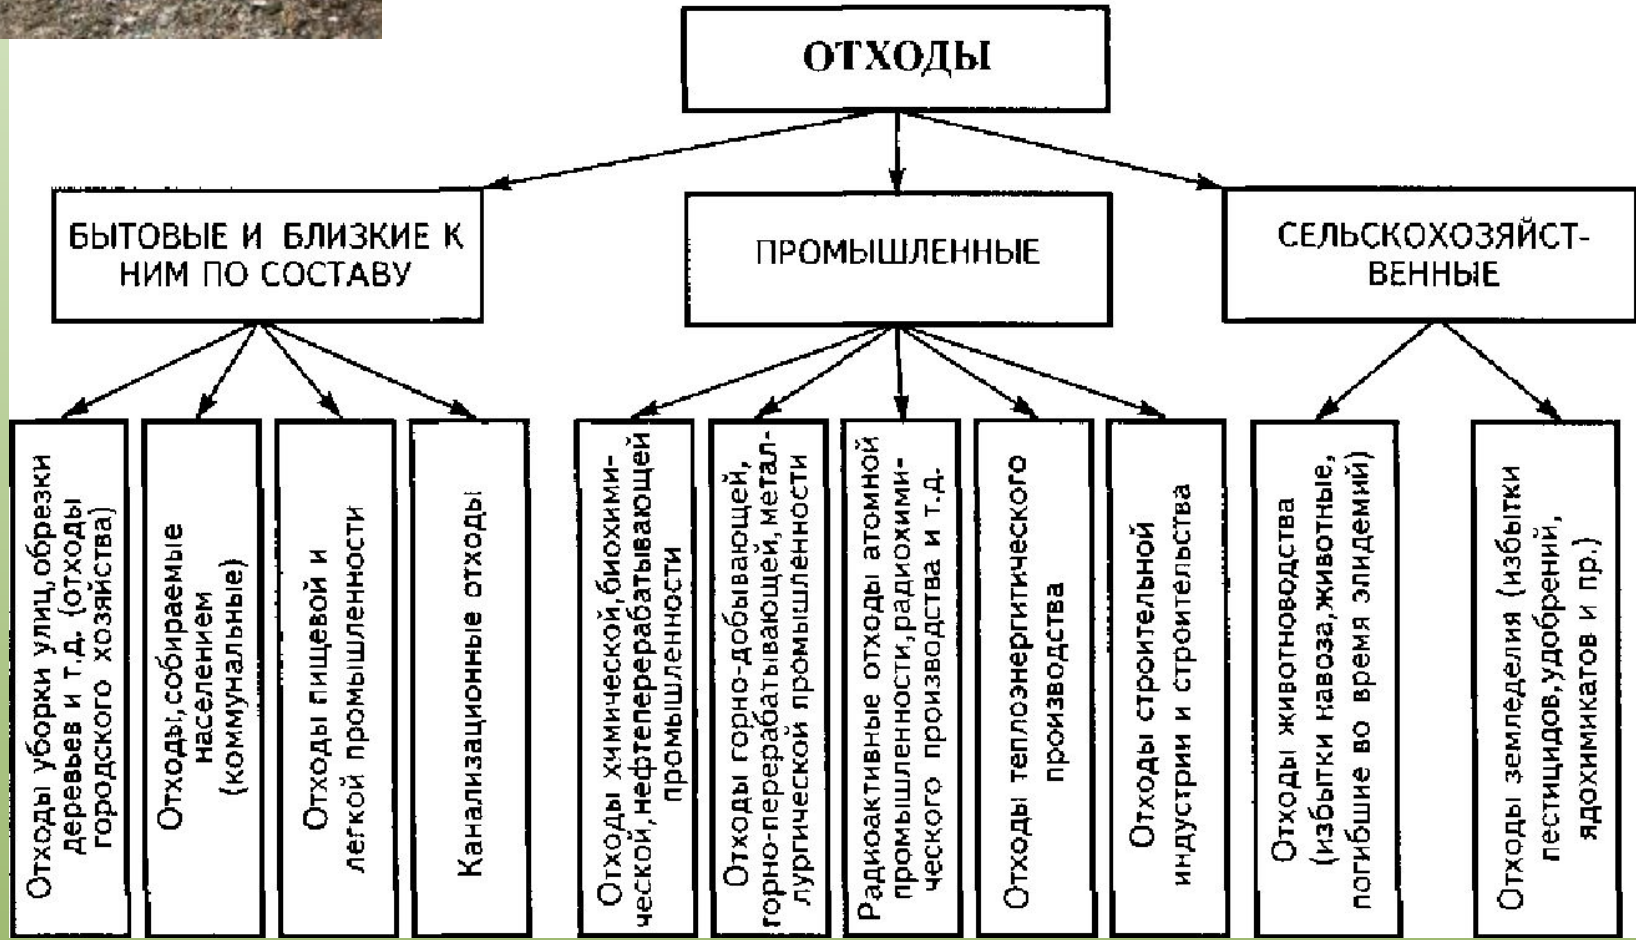 ОТХОДЫ
БЫТОВЫЕ И БЛИЗКИЕ К
НИМ ПО СОСТАВУ
ПРОМЫШЛЕННЫЕ
СЕЛЬСКОХОЗЯЙСТ-
ВЕННЫЕ
Отходы уборки улиц, обрезки
деревьев и т.д. (отходы
городского хозяйства)
Отходы, собираемые
населением
(коммунальные)
Отходы пищевой и
легкой промышленности
Канализационные отходы
Отходы химической, биохими-
ческой, нефтеперерабатывающей
промышленности
Отходы горно-добывающей,
горно-перерабатывающей, метал-
лургической промышленности
Радиоактивные отходы атомной
промышленности, радиохими-
ческого производства и т.д.
Отходы теплоэнергитического
производства
Отходы строительной
индустрии и строительства
Отходы животноводства
(избытки навоза, животные,
погибшие во время эпидемий)
Отходы земледелия (избытки
пестицидов, удобрений,
ядохимикатов и пр.)